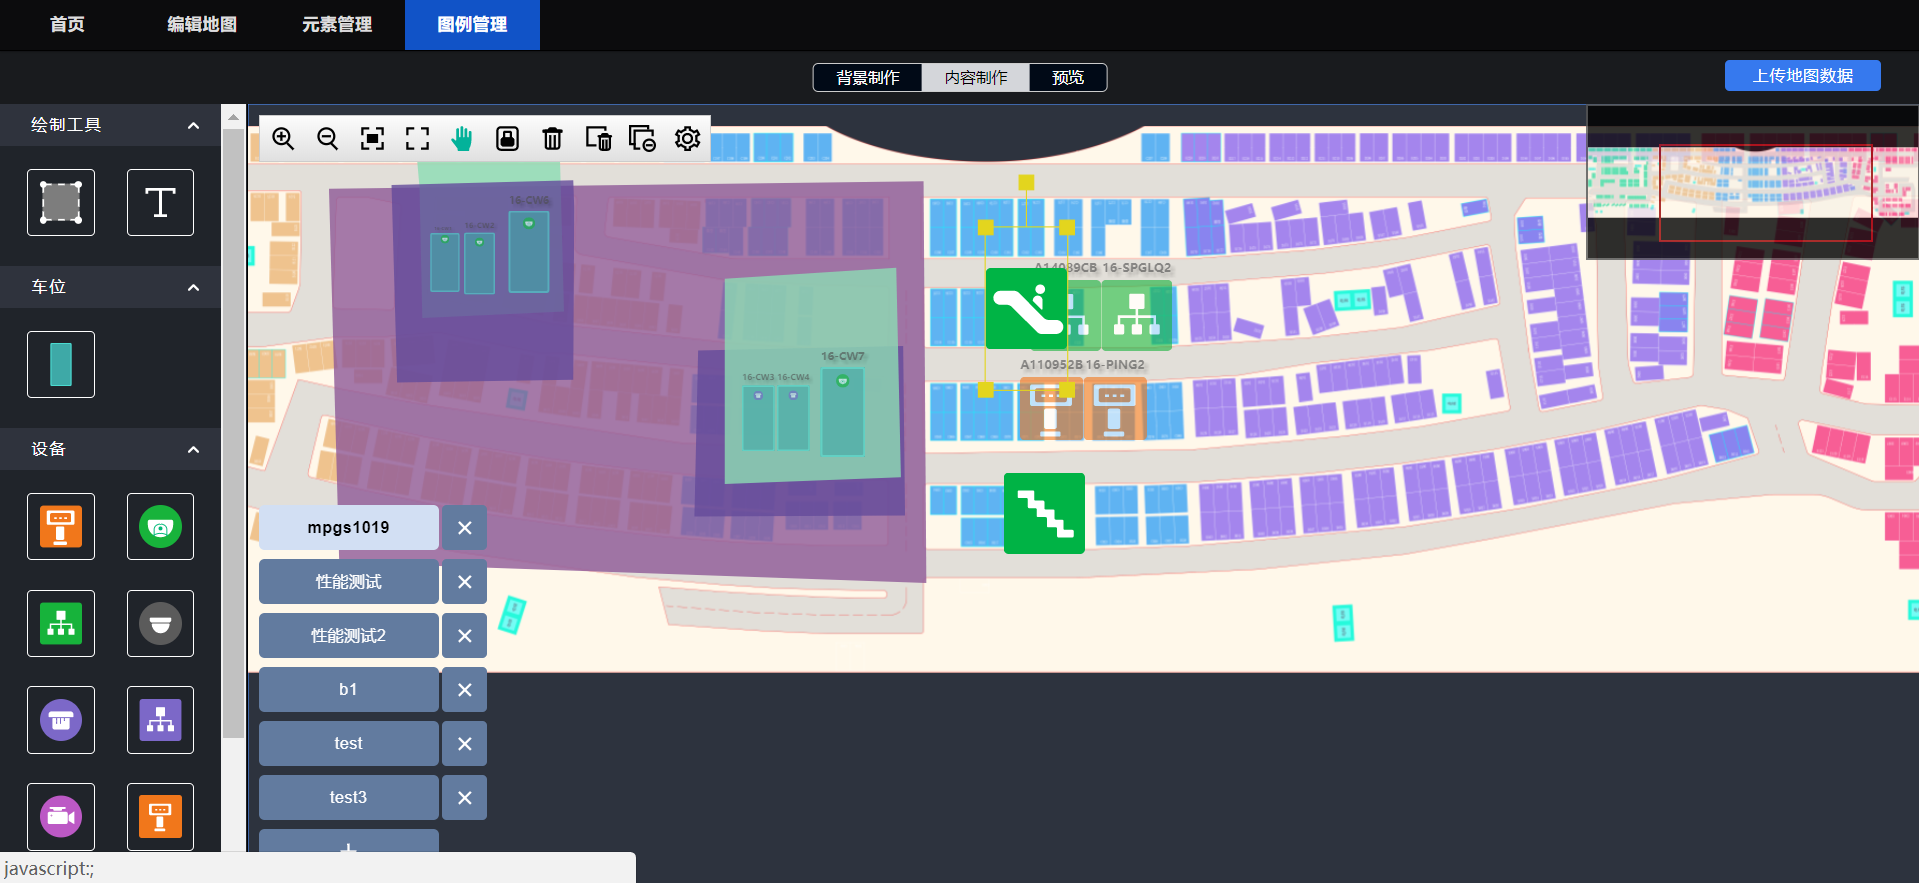 首页
编辑地图
元素管理
图例管理
背景制作
内容制作
预览
上传地图数据
绘制工具
车位
设备
16-CW6
16-CW7
16-CW3 16-CW4
A14039CB 16-SPGLQ2
A110952B 16-PING2
mpgs1019
性能测试
性能测试2
b1
test
test3
javascript:;